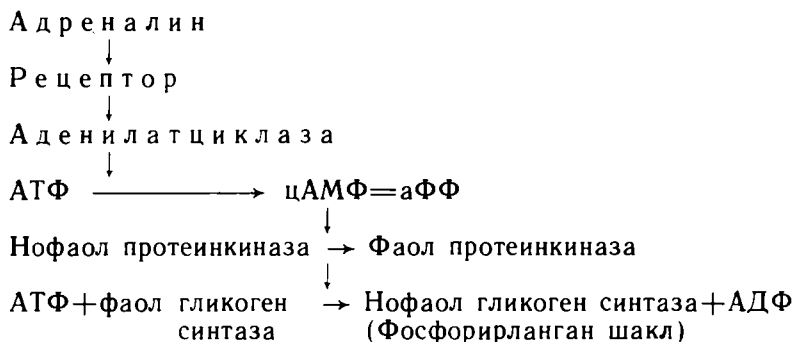 Адреналин
↓
Рецептор
↓
Аденилатциклаза
↓
АТФ → цАМФ=аФФ
↓
Нофаол протеинкиназа → Фаол протеинкиназа
↓
АТФ+фаол гликоген → Нофаол гликоген синтаза+АДФ
синтаза (Фосфорирланган шакл)